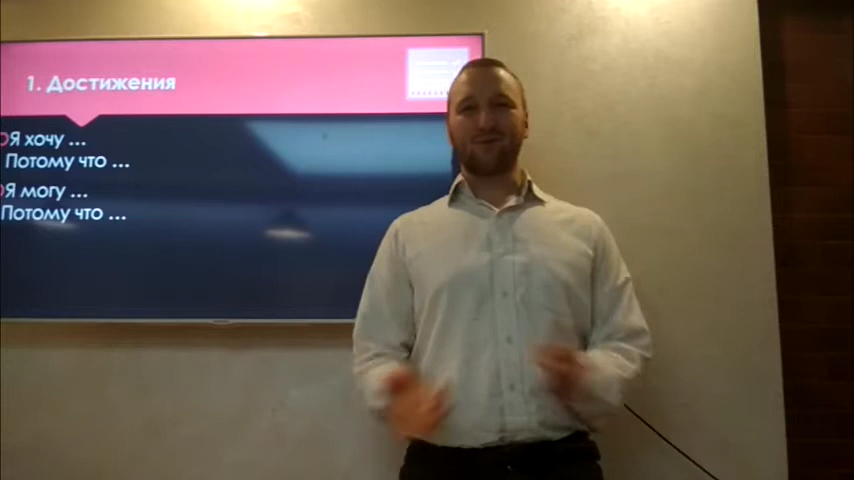 1. Достижения
Я хочу ...
Потому что ...
Я могу ...
Потому что ...